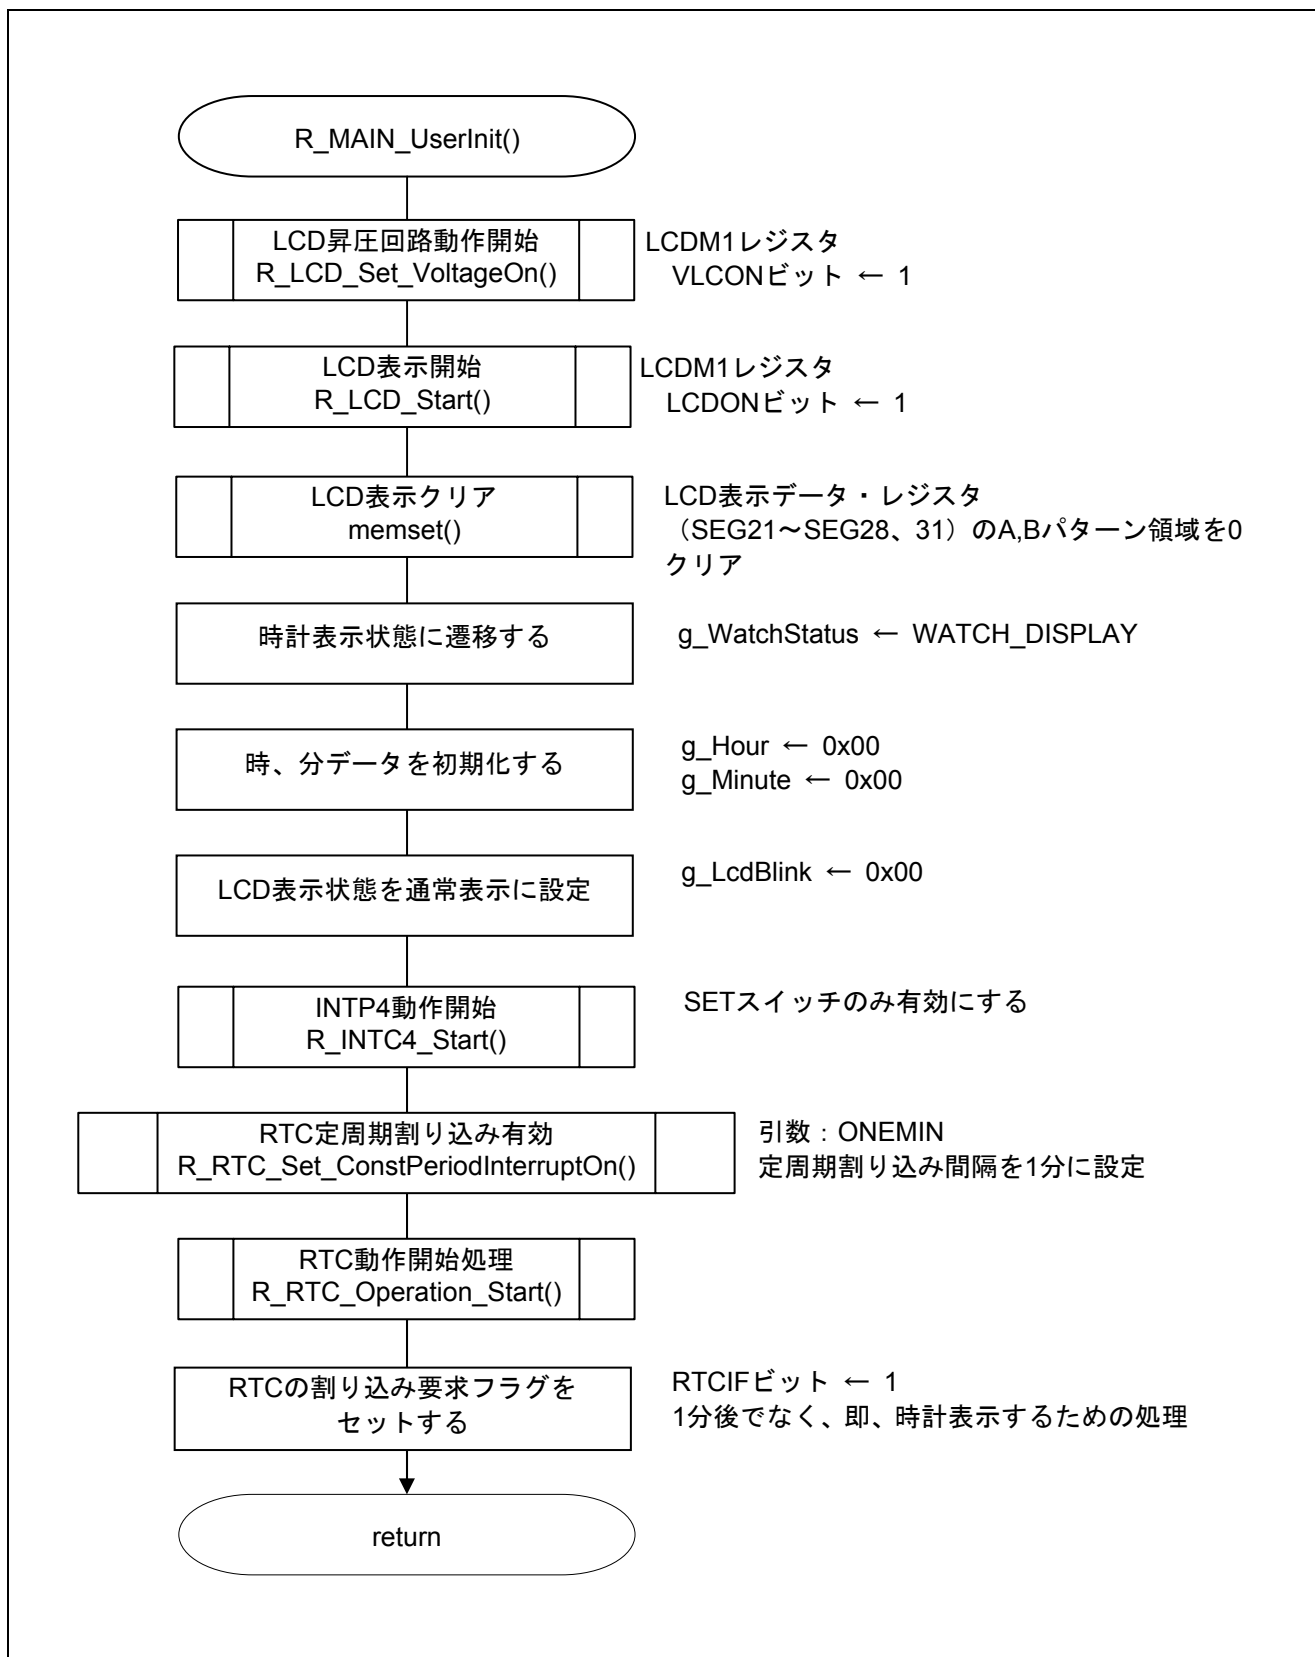 R_MAIN_UserInit()
LCD昇圧回路動作開始
R_LCD_Set_VoltageOn()
LCDM1レジスタ
VLCONビット ← 1
LCD表示開始
R_LCD_Start()
LCDM1レジスタ
LCDONビット ← 1
LCD表示クリア
memset()
LCD表示データ・レジスタ
（SEG21～SEG28、31）のA,Bパターン領域を0
クリア
時計表示状態に遷移する
g_WatchStatus ← WATCH_DISPLAY
時、分データを初期化する
g_Hour ← 0x00
g_Minute ← 0x00
LCD表示状態を通常表示に設定
g_LcdBlink ← 0x00
INTP4動作開始
R_INTC4_Start()
SETスイッチのみ有効にする
RTC定周期割り込み有効
R_RTC_Set_ConstPeriodInterruptOn()
引数：ONEMIN
定周期割り込み間隔を1分に設定
RTC動作開始処理
R_RTC_Operation_Start()
RTCの割り込み要求フラグを
セットする
RTCIFビット ← 1
1分後でなく、即、時計表示するための処理
return